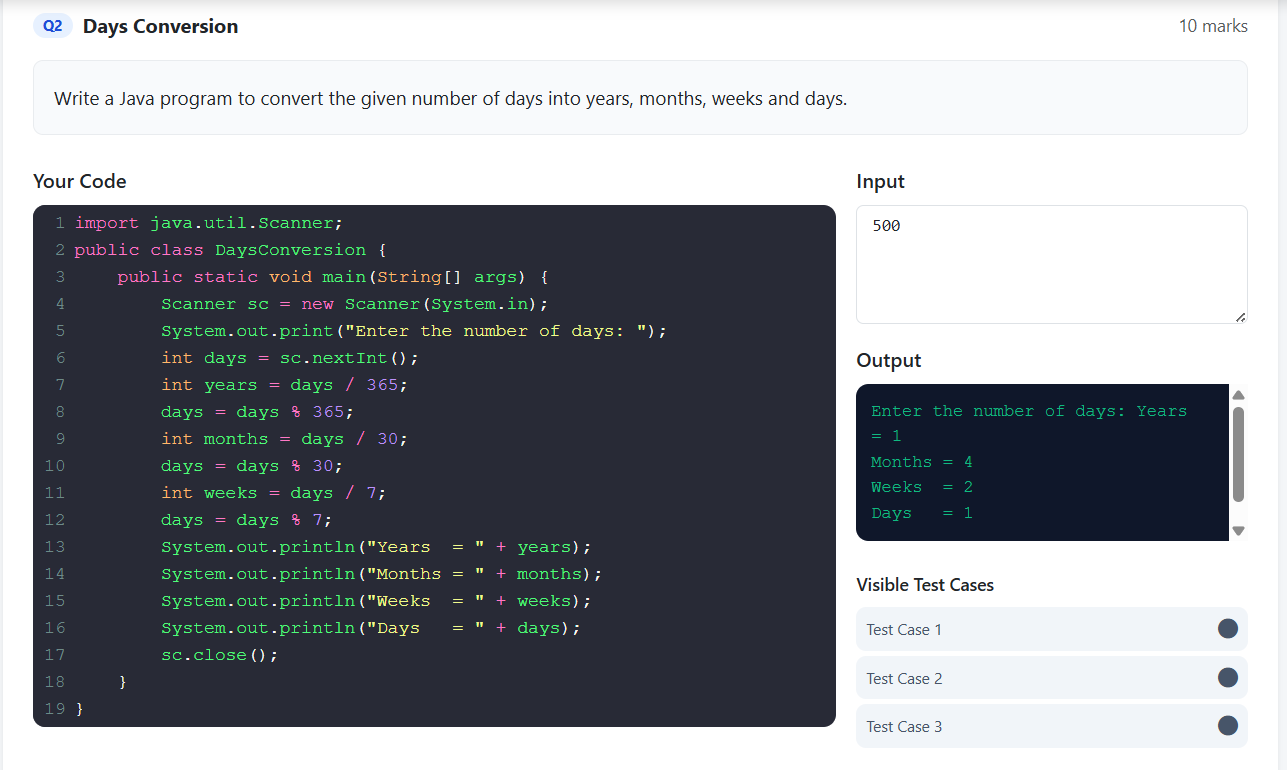 Q2 Days Conversion 10 marks
Write a Java program to convert the given number of days into years, months, weeks and days.
Your Code
1 import java.util.Scanner;
2 public class DaysConversion {
3     public static void main(String[] args) {
4         Scanner sc = new Scanner(System.in);
5         System.out.print("Enter the number of days: ");
6         int days = sc.nextInt();
7         int years = days / 365;
8         days = days % 365;
9         int months = days / 30;
10         days = days % 30;
11         int weeks = days / 7;
12         days = days % 7;
13         System.out.println("Years  = " + years);
14         System.out.println("Months = " + months);
15         System.out.println("Weeks  = " + weeks);
16         System.out.println("Days   = " + days);
17         sc.close();
18     }
19 }
Input
500
Output
Enter the number of days: Years
= 1
Months = 4
Weeks  = 2
Days   = 1
Visible Test Cases
Test Case 1
Test Case 2
Test Case 3